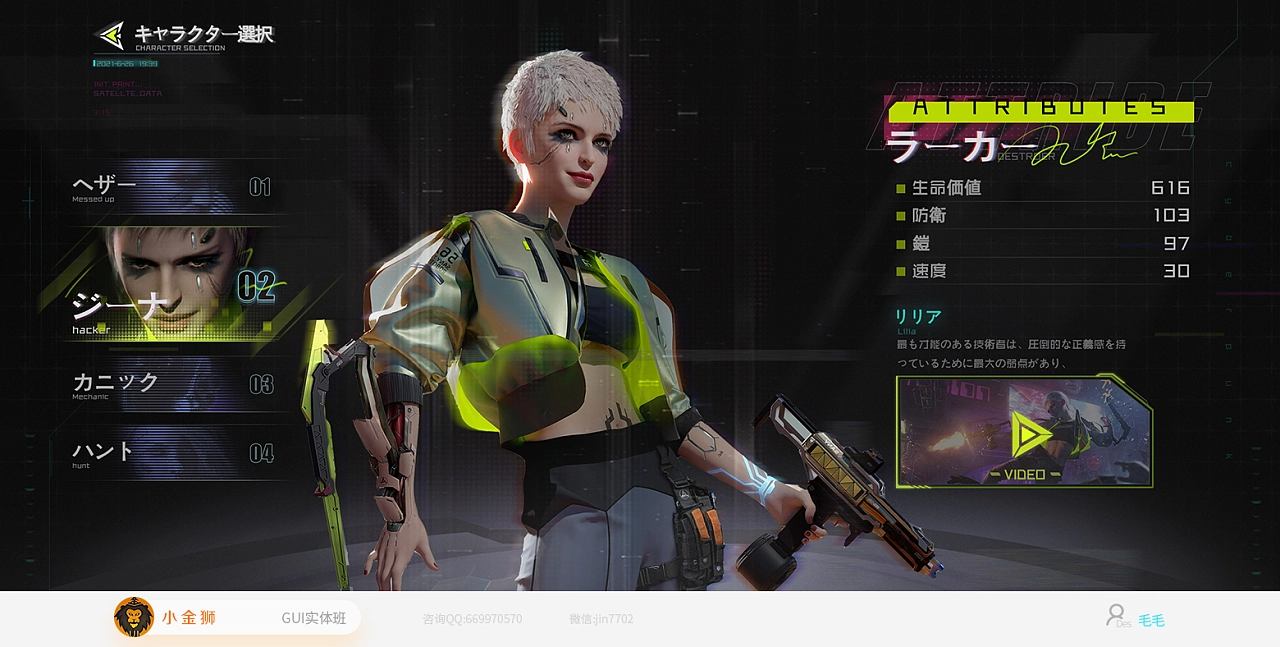 キャラクター選択
CHARACTER SELECTION
2021-6-26 19:39
INIT.PRINT...
SATELLTE.DATA
ヘザー
Messed up
01
ジーナ
hacker
02
カニック
Mechanic
03
ハント
hunt
04
ATTRIBUTES
ラーカー
生命価値 616
防衛 103
鎧 97
速度 30
リリア
Lilia
最も才能のある技術者は、圧倒的な正義感を持
っているために最大の弱点があり、
VIDEO
小金狮
GUI实体班
咨询QQ:669970570
微信:jin7702
Des
毛毛